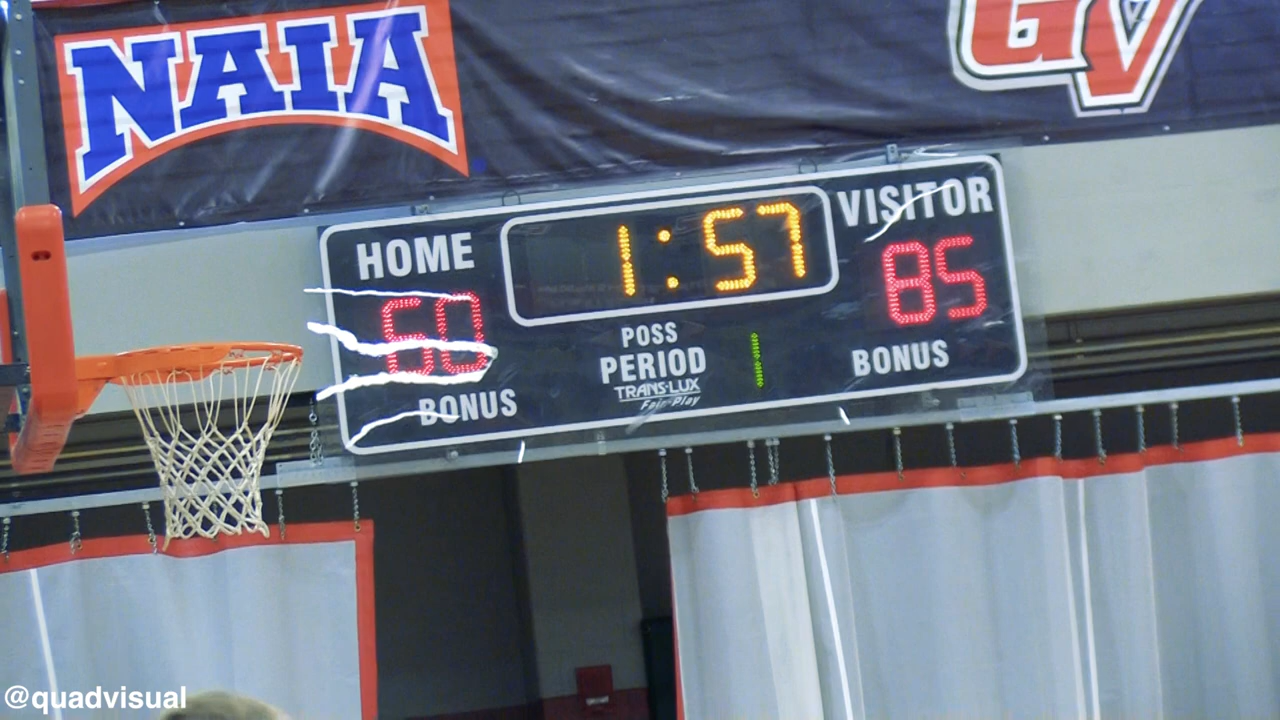 NAIA
GV
HOME
1:57
VISITOR
60
85
POSS
PERIOD
1
TRANS-LUX
Fair-Play
BONUS
BONUS
@quadvisual